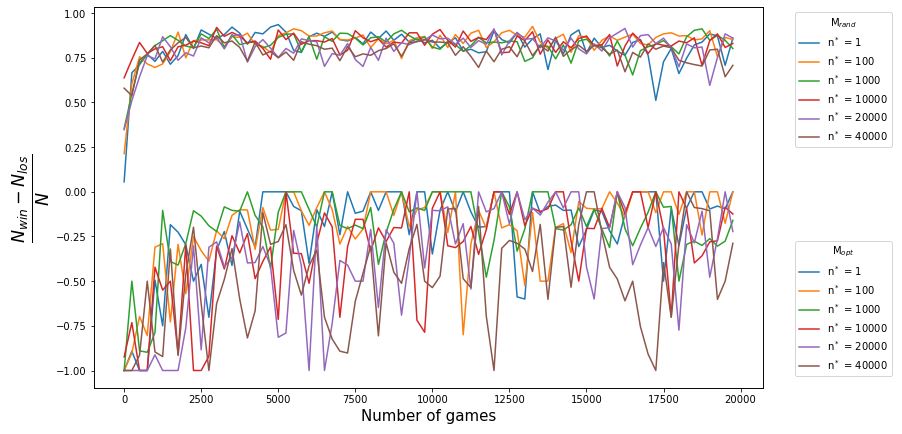 1.00
0.75
0.50
0.25
0.00
−0.25
−0.50
−0.75
−1.00
N_win − N_los
N
0 2500 5000 7500 10000 12500 15000 17500 20000
Number of games
M_rand
n* = 1
n* = 100
n* = 1000
n* = 10000
n* = 20000
n* = 40000
M_opt
n* = 1
n* = 100
n* = 1000
n* = 10000
n* = 20000
n* = 40000